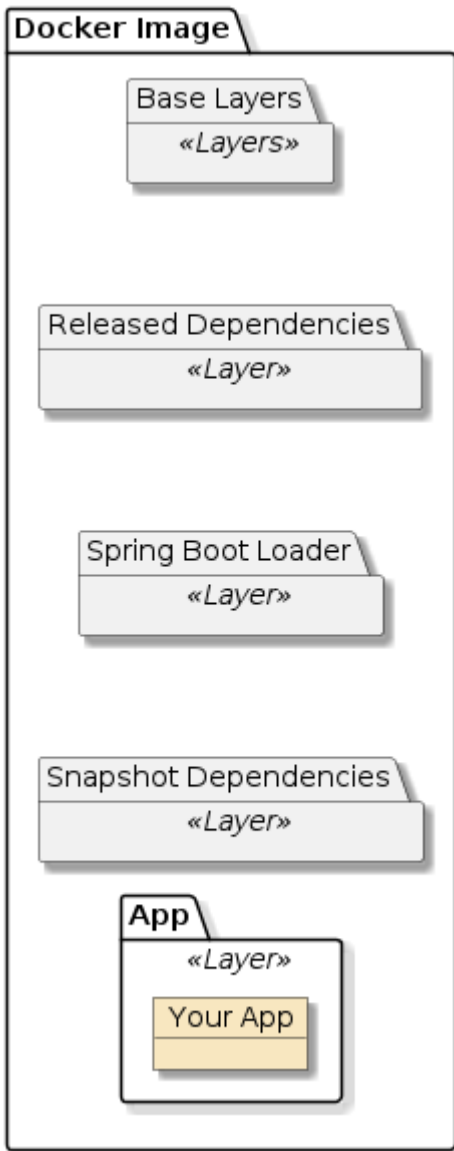 Docker Image
Base Layers
«Layers»
Released Dependencies
«Layer»
Spring Boot Loader
«Layer»
Snapshot Dependencies
«Layer»
App
«Layer»
Your App